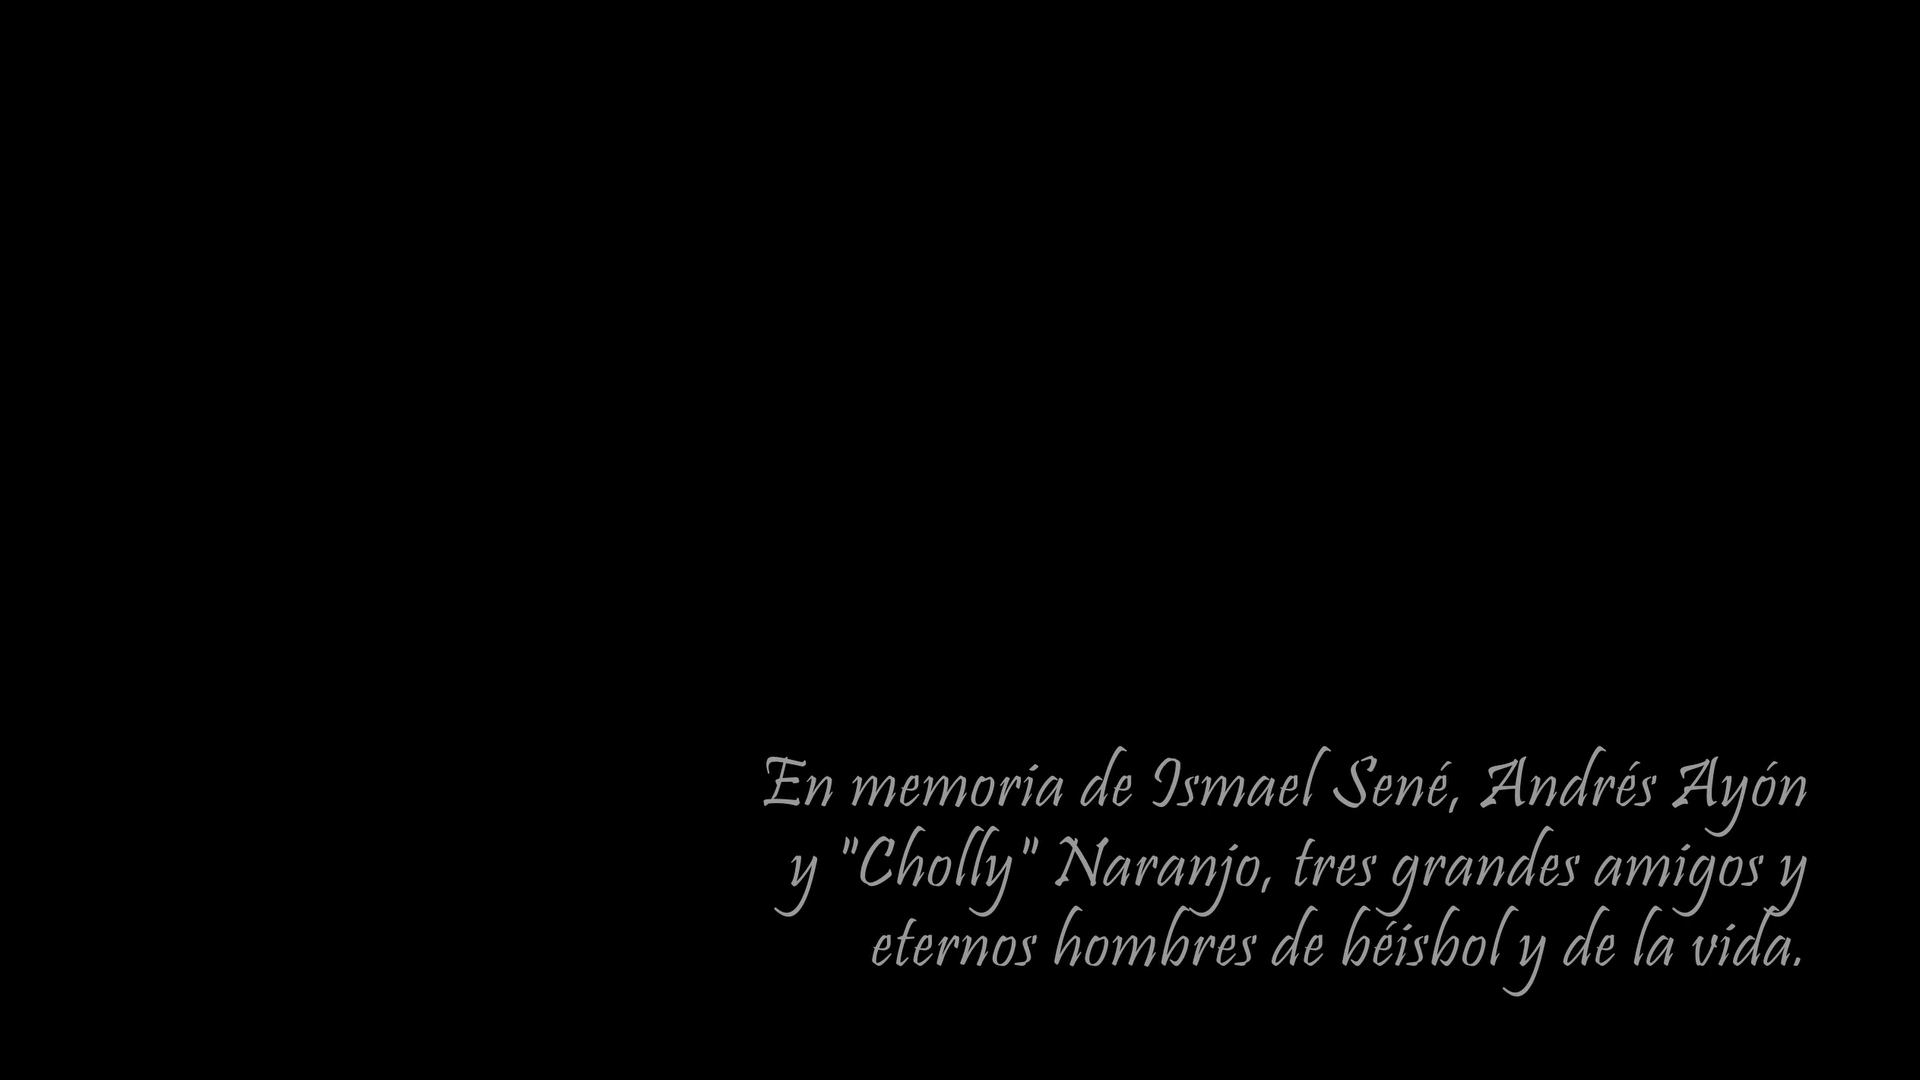 En memoria de Ismael Sené, Andrés Ayón
y "Cholly" Naranjo, tres grandes amigos y
eternos hombres de béisbol y de la vida.